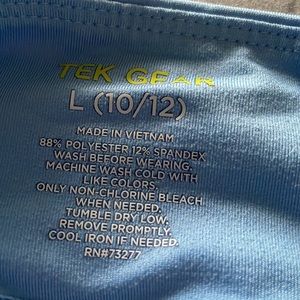 TEK GEAR
L (10/12)
MADE IN VIETNAM
88% POLYESTER 12% SPANDEX
WASH BEFORE WEARING.
MACHINE WASH COLD WITH
LIKE COLORS.
ONLY NON-CHLORINE BLEACH
WHEN NEEDED.
TUMBLE DRY LOW.
REMOVE PROMPTLY.
COOL IRON IF NEEDED.
RN#73277